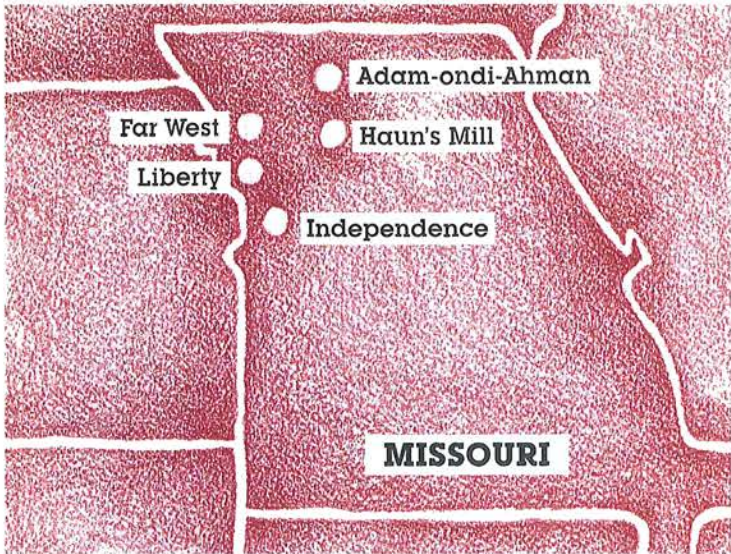 Adam-ondi-Ahman
Far West
Haun's Mill
Liberty
Independence
MISSOURI